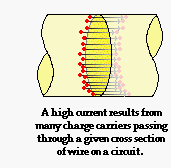 A high current results from
many charge carriers passing
through a given cross section
of wire on a circuit.